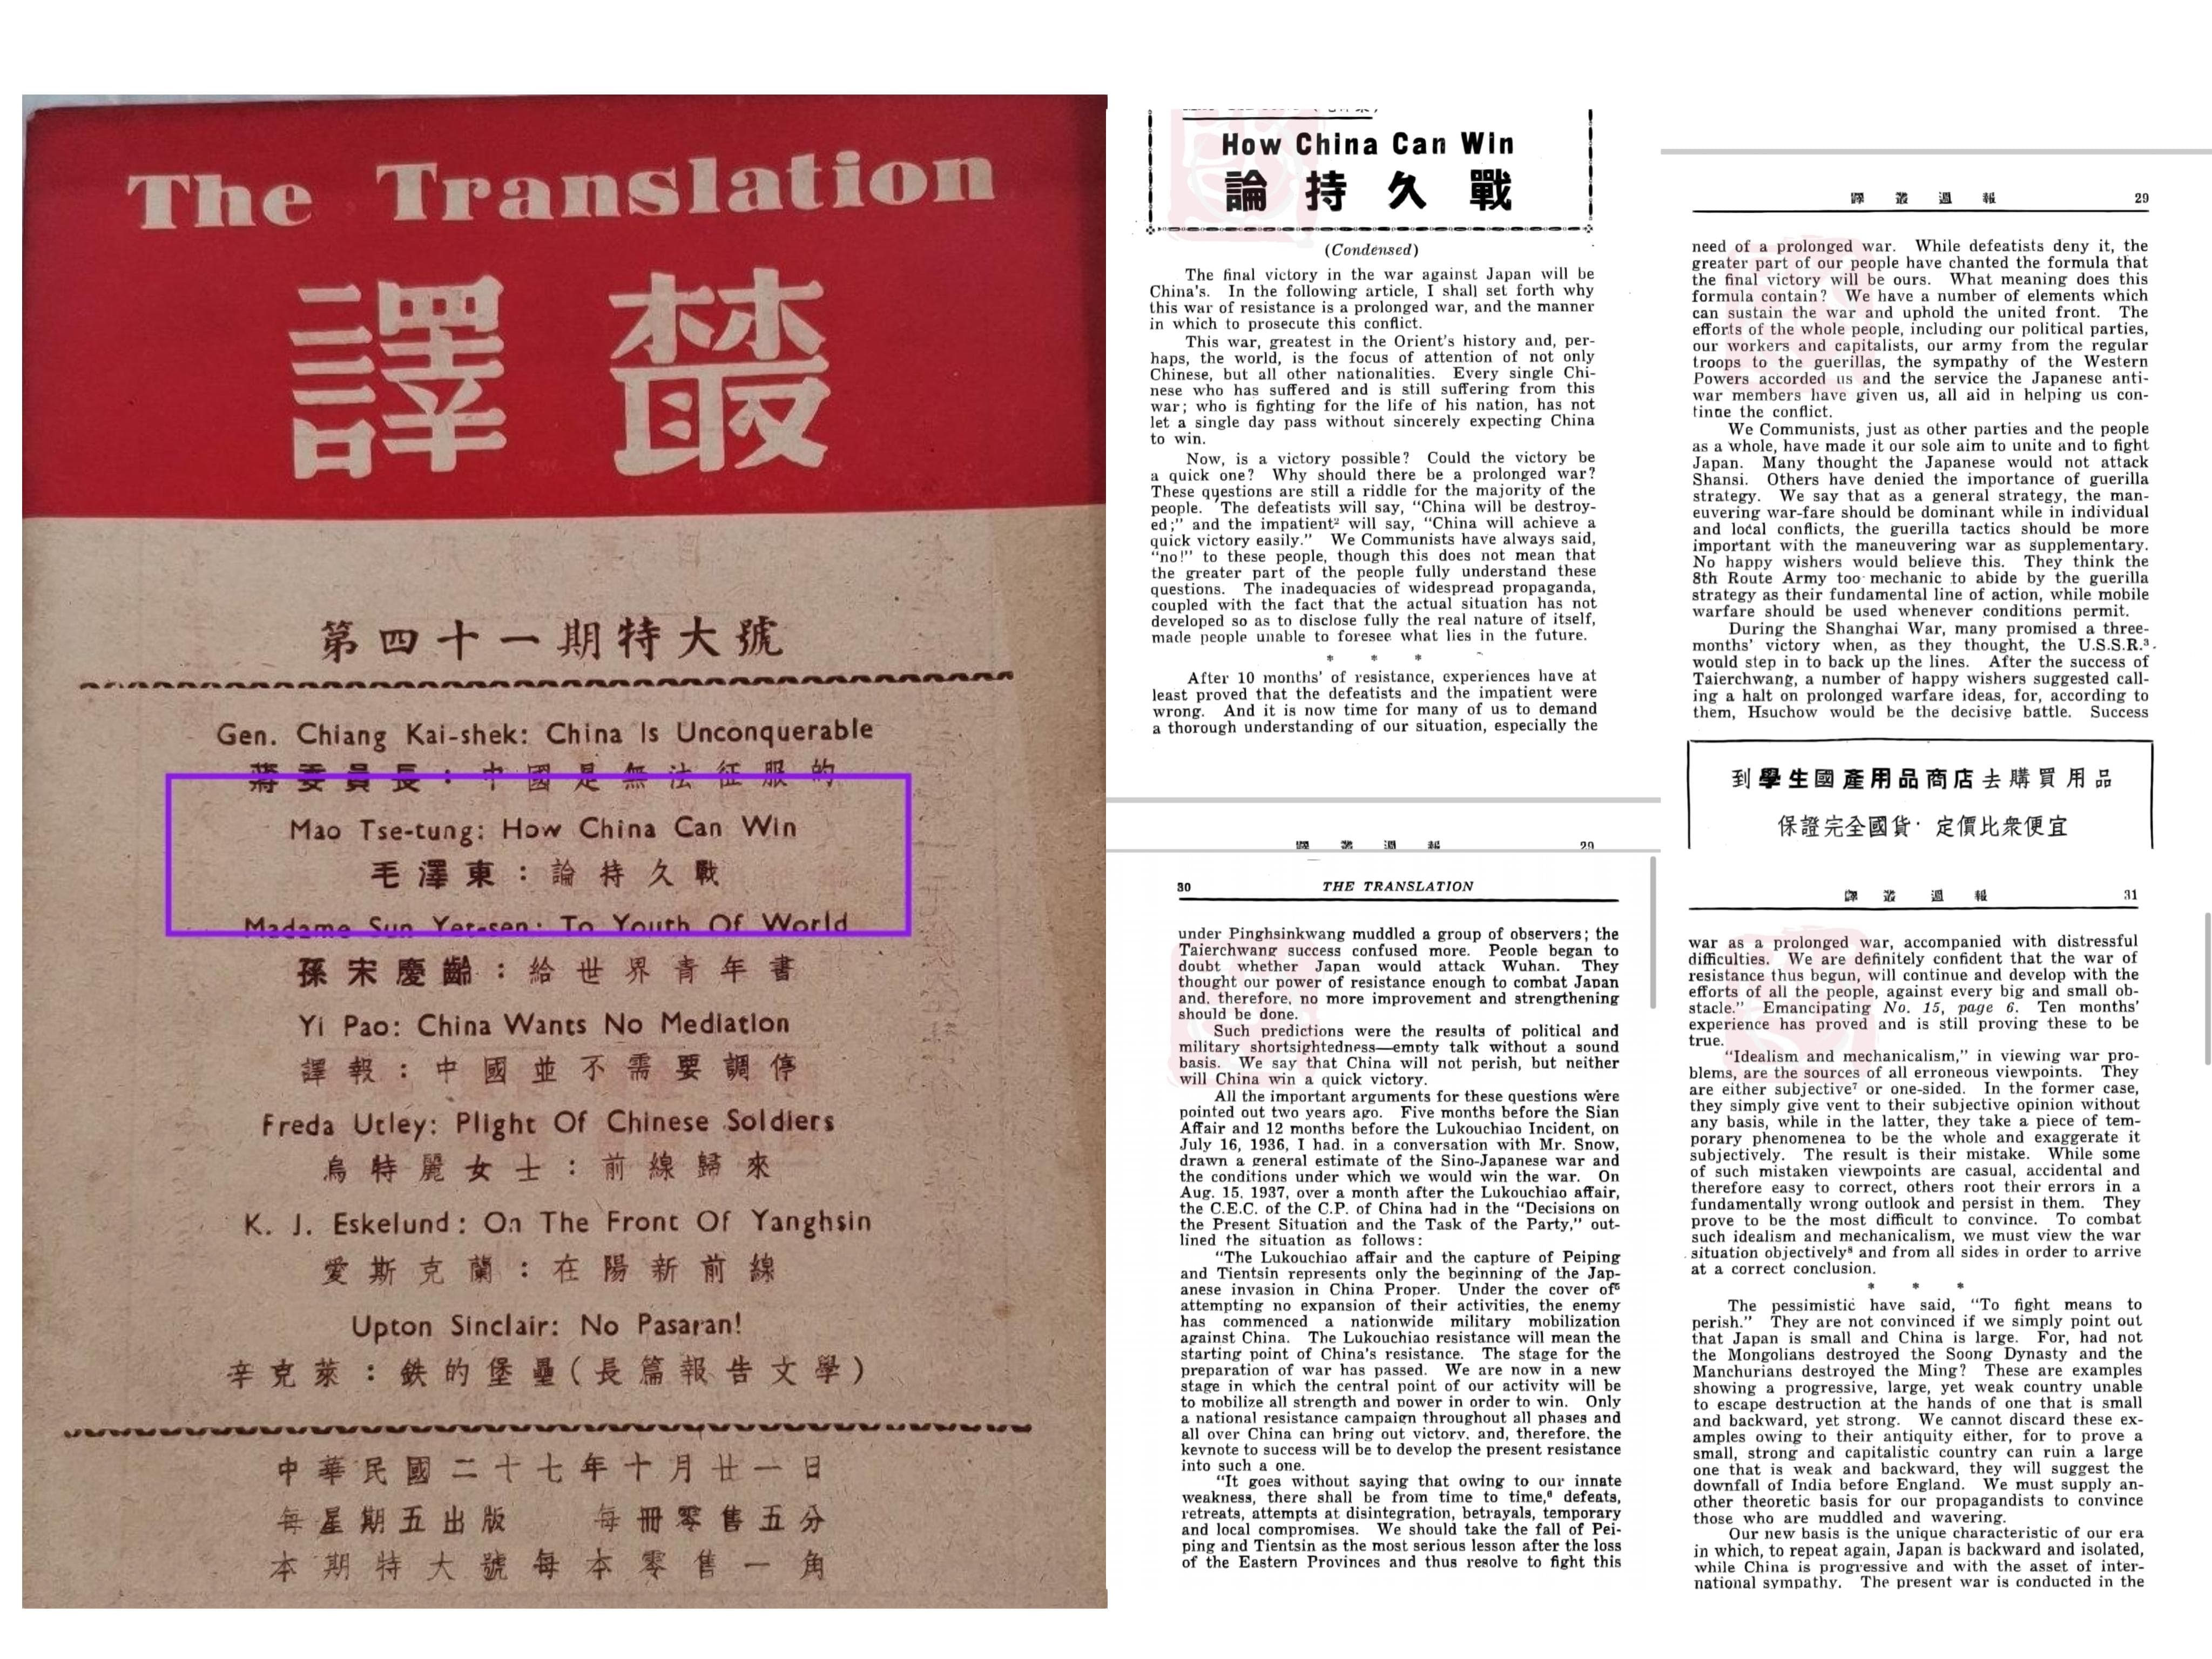 The Translation
譯叢
第四十一期特大號
Gen. Chiang Kai-shek: China Is Unconquerable
蔣委員長：中國是無法征服的
Mao Tse-tung: How China Can Win
毛澤東：論持久戰
Madame Sun Yet-sen: To Youth Of World
孫宋慶齡：給世界青年書
Yi Pao: China Wants No Mediation
譯報：中國並不需要調停
Freda Utley: Plight Of Chinese Soldiers
烏特麗女士：前線歸來
K. J. Eskelund: On The Front Of Yanghsin
愛斯克蘭：在陽新前線
Upton Sinclair: No Pasaran!
辛克萊：鉄的堡壘(長篇報告文學)
中華民國二十七年十月廿一日
每星期五出版 每冊零售五分
本期特大號每本零售一角
How China Can Win
論持久戰
(Condensed)
The final victory in the war against Japan will be
China's. In the following article, I shall set forth why
this war of resistance is a prolonged war, and the manner
in which to prosecute this conflict.
This war, greatest in the Orient's history and, per-
haps, the world, is the focus of attention of not only
Chinese, but all other nationalities. Every single Chi-
nese who has suffered and is still suffering from this
war; who is fighting for the life of his nation, has not
let a single day pass without sincerely expecting China
to win.
Now, is a victory possible? Could the victory be
a quick one? Why should there be a prolonged war?
These questions are still a riddle for the majority of the
people. The defeatists will say, "China will be destroy-
ed;" and the impatient² will say, "China will achieve a
quick victory easily." We Communists have always said,
"no!" to these people, though this does not mean that
the greater part of the people fully understand these
questions. The inadequacies of widespread propaganda,
coupled with the fact that the actual situation has not
developed so as to disclose fully the real nature of itself,
made people unable to foresee what lies in the future.
* * *
After 10 months' of resistance, experiences have at
least proved that the defeatists and the impatient were
wrong. And it is now time for many of us to demand
a thorough understanding of our situation, especially the
譯叢週報 29
need of a prolonged war. While defeatists deny it, the
greater part of our people have chanted the formula that
the final victory will be ours. What meaning does this
formula contain? We have a number of elements which
can sustain the war and uphold the united front. The
efforts of the whole people, including our political parties,
our workers and capitalists, our army from the regular
troops to the guerillas, the sympathy of the Western
Powers accorded us and the service the Japanese anti-
war members have given us, all aid in helping us con-
tinne the conflict.
We Communists, just as other parties and the people
as a whole, have made it our sole aim to unite and to fight
Japan. Many thought the Japanese would not attack
Shansi. Others have denied the importance of guerilla
strategy. We say that as a general strategy, the man-
euvering war-fare should be dominant while in individual
and local conflicts, the guerilla tactics should be more
important with the maneuvering war as supplementary.
No happy wishers would believe this. They think the
8th Route Army too mechanic to abide by the guerilla
strategy as their fundamental line of action, while mobile
warfare should be used whenever conditions permit.
During the Shanghai War, many promised a three-
months' victory when, as they thought, the U.S.S.R.³
would step in to back up the lines. After the success of
Taierchwang, a number of happy wishers suggested call-
ing a halt on prolonged warfare ideas, for, according to
them, Hsuchow would be the decisive battle. Success
到學生國產用品商店去購買用品
保證完全國貨·定價比衆便宜
譯叢週報 29
30 THE TRANSLATION
under Pinghsinkwang muddled a group of observers; the
Taierchwang success confused more. People began to
doubt whether Japan would attack Wuhan. They
thought our power of resistance enough to combat Japan
and, therefore, no more improvement and strengthening
should be done.
Such predictions were the results of political and
military shortsightedness—empty talk without a sound
basis. We say that China will not perish, but neither
will China win a quick victory.
All the important arguments for these questions were
pointed out two years ago. Five months before the Sian
Affair and 12 months before the Lukouchiao Incident, on
July 16, 1936, I had. in a conversation with Mr. Snow,
drawn a general estimate of the Sino-Japanese war and
the conditions under which we would win the war. On
Aug. 15, 1937, over a month after the Lukouchiao affair,
the C.E.C. of the C.P. of China had in the "Decisions on
the Present Situation and the Task of the Party," out-
lined the situation as follows:
"The Lukouchiao affair and the capture of Peiping
and Tientsin represents only the beginning of the Jap-
anese invasion in China Proper. Under the cover of⁵
attempting no expansion of their activities, the enemy
has commenced a nationwide military mobilization
against China. The Lukouchiao resistance will mean the
starting point of China's resistance. The stage for the
preparation of war has passed. We are now in a new
stage in which the central point of our activity will be
to mobilize all strength and power in order to win. Only
a national resistance campaign throughout all phases and
all over China can bring out victory, and, therefore, the
keynote to success will be to develop the present resistance
into such a one.
"It goes without saying that owing to our innate
weakness, there shall be from time to time,⁶ defeats,
retreats, attempts at disintegration, betrayals, temporary
and local compromises. We should take the fall of Pei-
ping and Tientsin as the most serious lesson after the loss
of the Eastern Provinces and thus resolve to fight this
譯叢週報 31
war as a prolonged war, accompanied with distressful
difficulties. We are definitely confident that the war of
resistance thus begun, will continue and develop with the
efforts of all the people, against every big and small ob-
stacle." Emancipating No. 15, page 6. Ten months'
experience has proved and is still proving these to be
true.
"Idealism and mechanicalism," in viewing war pro-
blems, are the sources of all erroneous viewpoints. They
are either subjective⁷ or one-sided. In the former case,
they simply give vent to their subjective opinion without
any basis, while in the latter, they take a piece of tem-
porary phenomenea to be the whole and exaggerate it
subjectively. The result is their mistake. While some
of such mistaken viewpoints are casual, accidental and
therefore easy to correct, others root their errors in a
fundamentally wrong outlook and persist in them. They
prove to be the most difficult to convince. To combat
such idealism and mechanicalism, we must view the war
situation objectively⁸ and from all sides in order to arrive
at a correct conclusion.
* * *
The pessimistic have said, "To fight means to
perish." They are not convinced if we simply point out
that Japan is small and China is large. For, had not
the Mongolians destroyed the Soong Dynasty and the
Manchurians destroyed the Ming? These are examples
showing a progressive, large, yet weak country unable
to escape destruction at the hands of one that is small
and backward, yet strong. We cannot discard these ex-
amples owing to their antiquity either, for to prove a
small, strong and capitalistic country can ruin a large
one that is weak and backward, they will suggest the
downfall of India before England. We must supply an-
other theoretic basis for our propagandists to convince
those who are muddled and wavering.
Our new basis is the unique characteristic of our era
in which, to repeat again, Japan is backward and isolated,
while China is progressive and with the asset of inter-
national sympathy. The present war is conducted in the